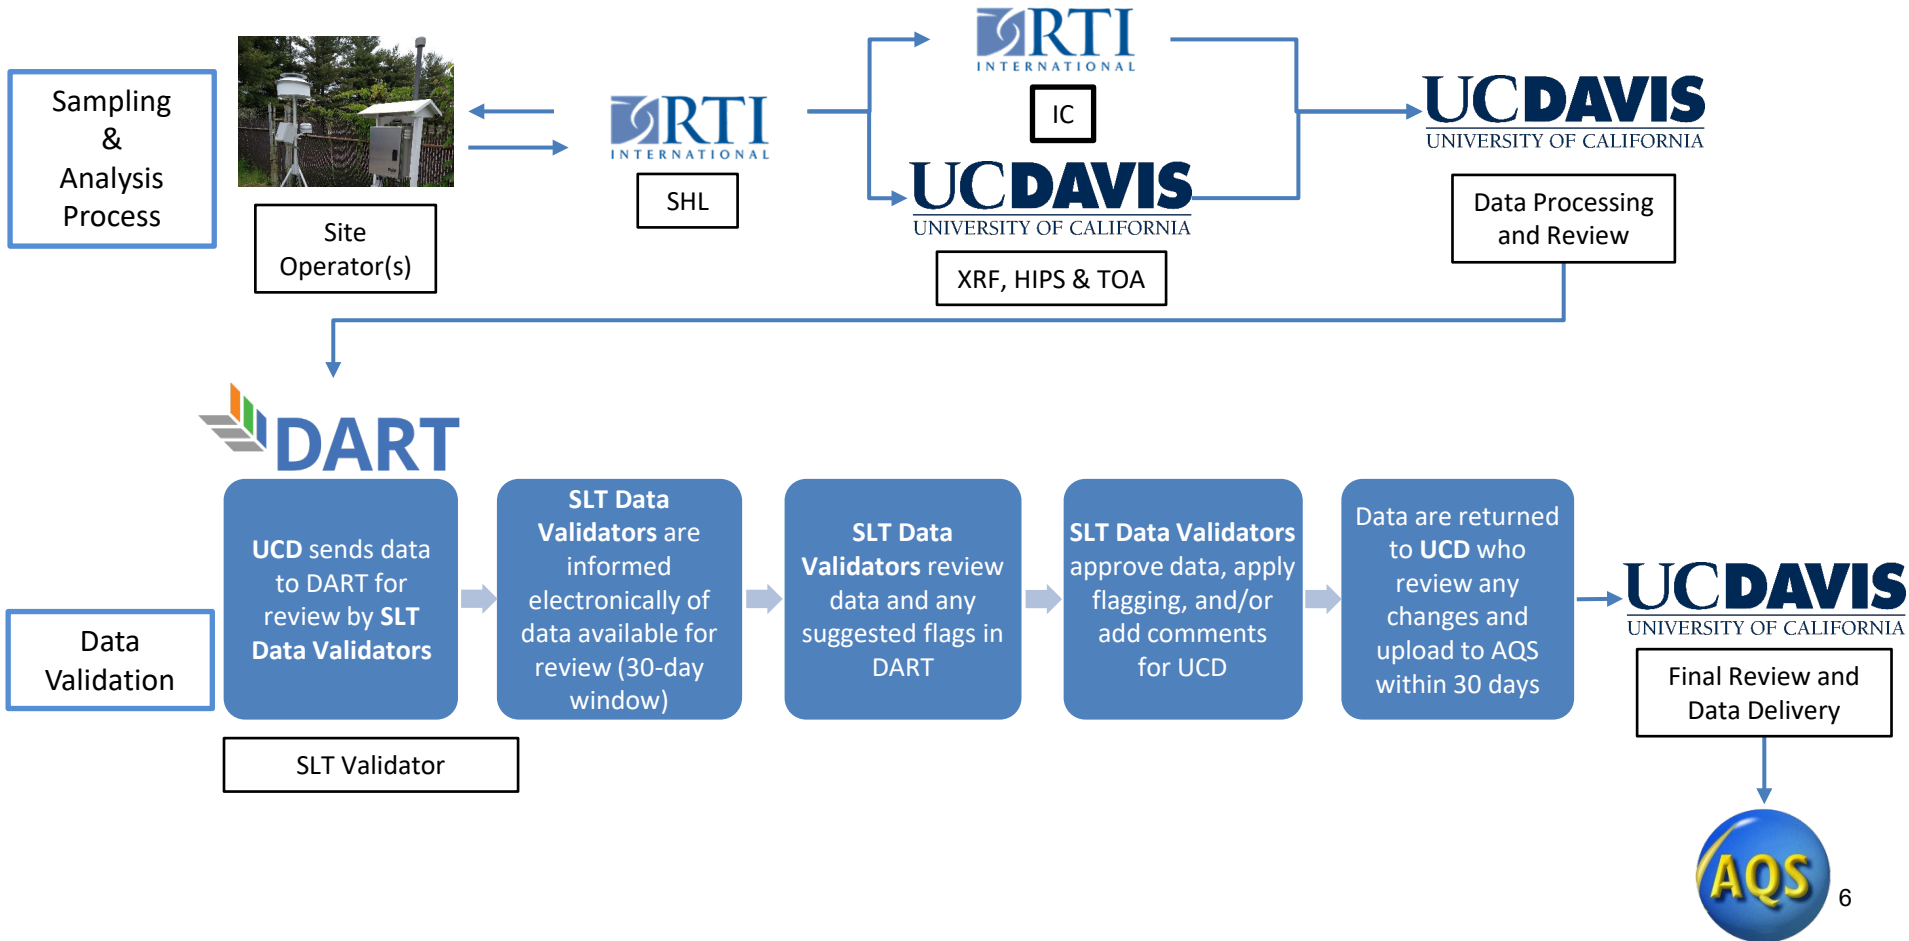 Sampling
&
Analysis
Process
Site
Operator(s)
RTI
INTERNATIONAL
SHL
RTI
INTERNATIONAL
IC
UCDAVIS
UNIVERSITY OF CALIFORNIA
XRF, HIPS & TOA
UCDAVIS
UNIVERSITY OF CALIFORNIA
Data Processing
and Review
DART
Data
Validation
UCD sends data
to DART for
review by SLT
Data Validators
SLT Validator
SLT Data
Validators are
informed
electronically of
data available for
review (30-day
window)
SLT Data
Validators review
data and any
suggested flags in
DART
SLT Data Validators
approve data, apply
flagging, and/or
add comments
for UCD
Data are returned
to UCD who
review any
changes and
upload to AQS
within 30 days
UCDAVIS
UNIVERSITY OF CALIFORNIA
Final Review and
Data Delivery
AQS
6